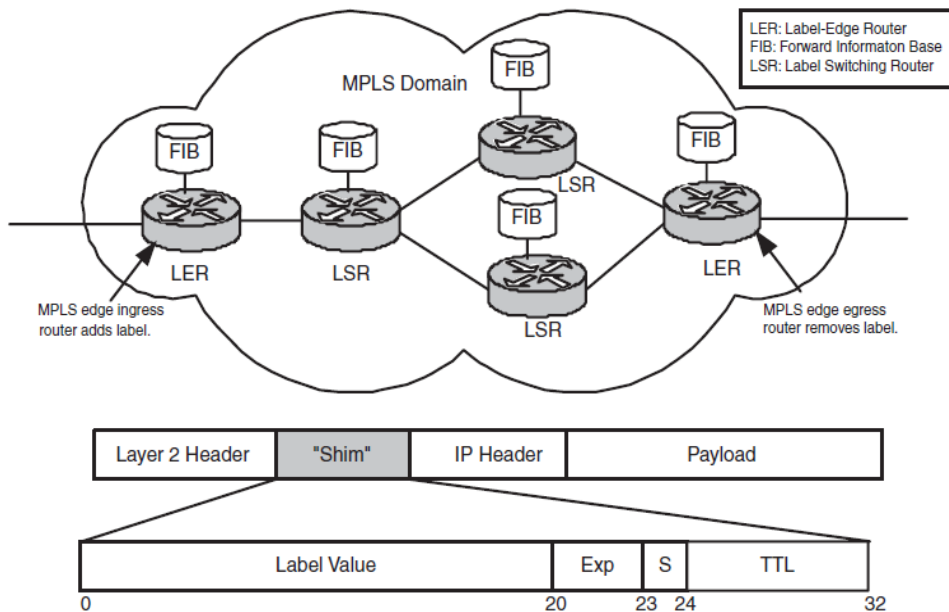 LER: Label-Edge Router
FIB: Forward Informaton Base
LSR: Label Switching Router
MPLS Domain
FIB
FIB
FIB
FIB
FIB
LSR
LER
LSR
LER
LSR
MPLS edge ingress
router adds label.
MPLS edge egress
router removes label.
Layer 2 Header "Shim" IP Header Payload
Label Value Exp S TTL
0 20 23 24 32